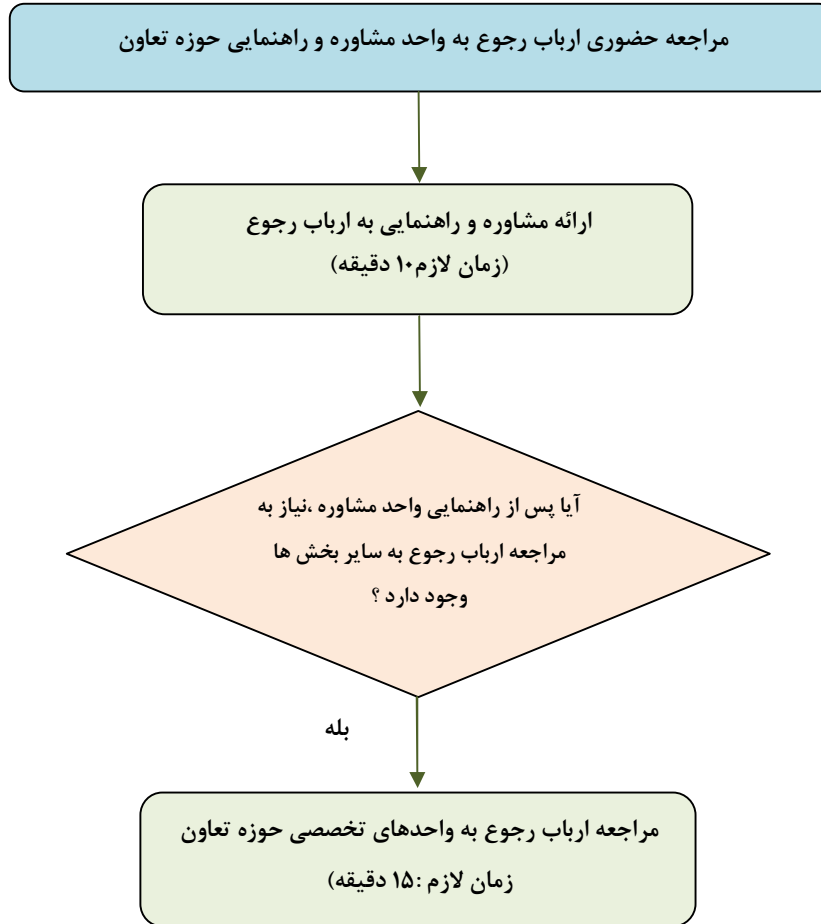 مراجعه حضوری ارباب رجوع به واحد مشاوره و راهنمایی حوزه تعاون
ارائه مشاوره و راهنمایی به ارباب رجوع
(زمان لازم۱۰ دقیقه)
آیا پس از راهنمایی واحد مشاوره ،نیاز به
مراجعه ارباب رجوع به سایر بخش ها
وجود دارد ؟
بله
مراجعه ارباب رجوع به واحدهای تخصصی حوزه تعاون
زمان لازم :۱۵ دقیقه)